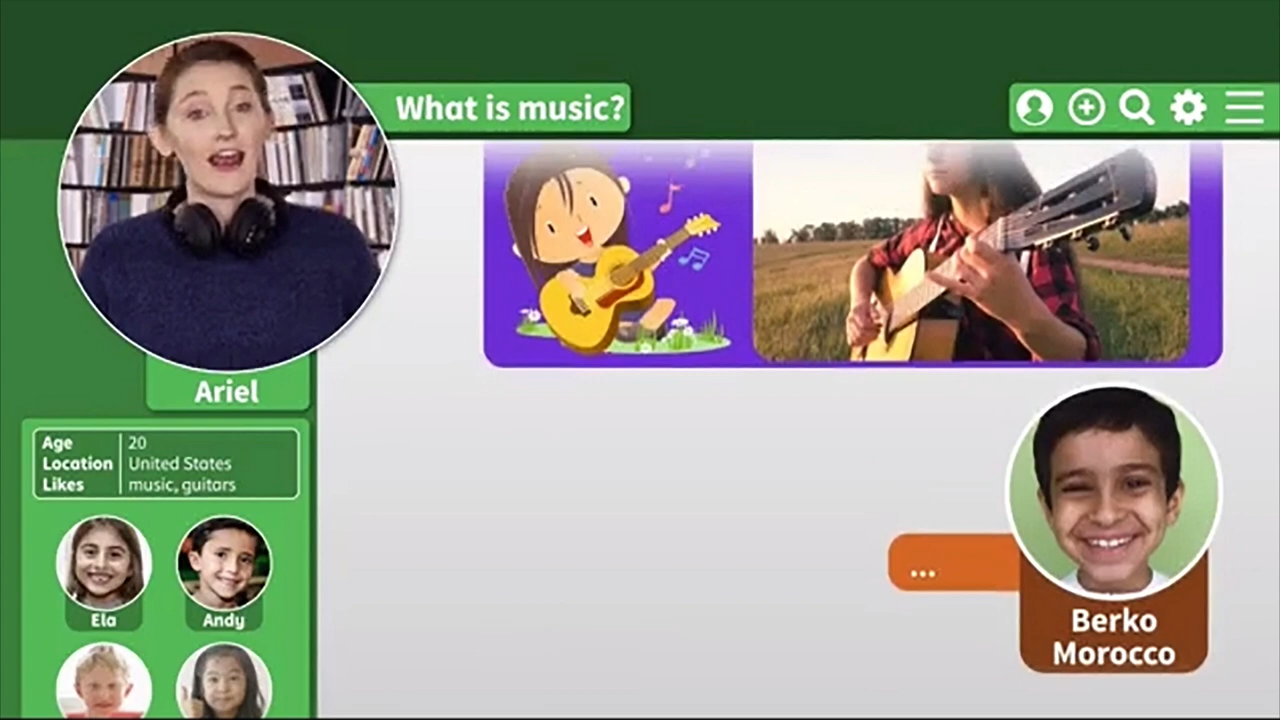 What is music?
Ariel
Age 20
Location United States
Likes music, guitars
Ela
Andy
...
Berko
Morocco